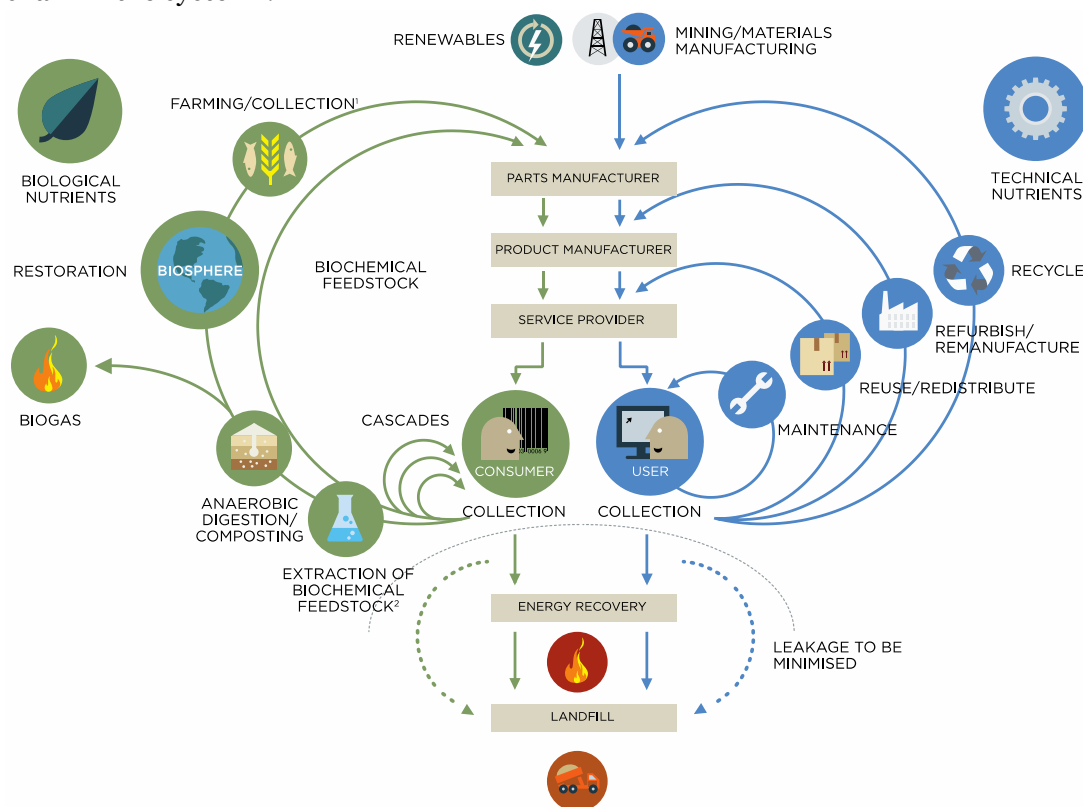 RENEWABLES
MINING/MATERIALS
MANUFACTURING
FARMING/COLLECTION¹
BIOLOGICAL
NUTRIENTS
TECHNICAL
NUTRIENTS
PARTS MANUFACTURER
PRODUCT MANUFACTURER
SERVICE PROVIDER
RESTORATION
BIOSPHERE
BIOCHEMICAL
FEEDSTOCK
RECYCLE
REFURBISH/
REMANUFACTURE
REUSE/REDISTRIBUTE
MAINTENANCE
BIOGAS
CASCADES
CONSUMER
USER
COLLECTION
COLLECTION
ANAEROBIC
DIGESTION/
COMPOSTING
EXTRACTION OF
BIOCHEMICAL
FEEDSTOCK²
ENERGY RECOVERY
LEAKAGE TO BE
MINIMISED
LANDFILL